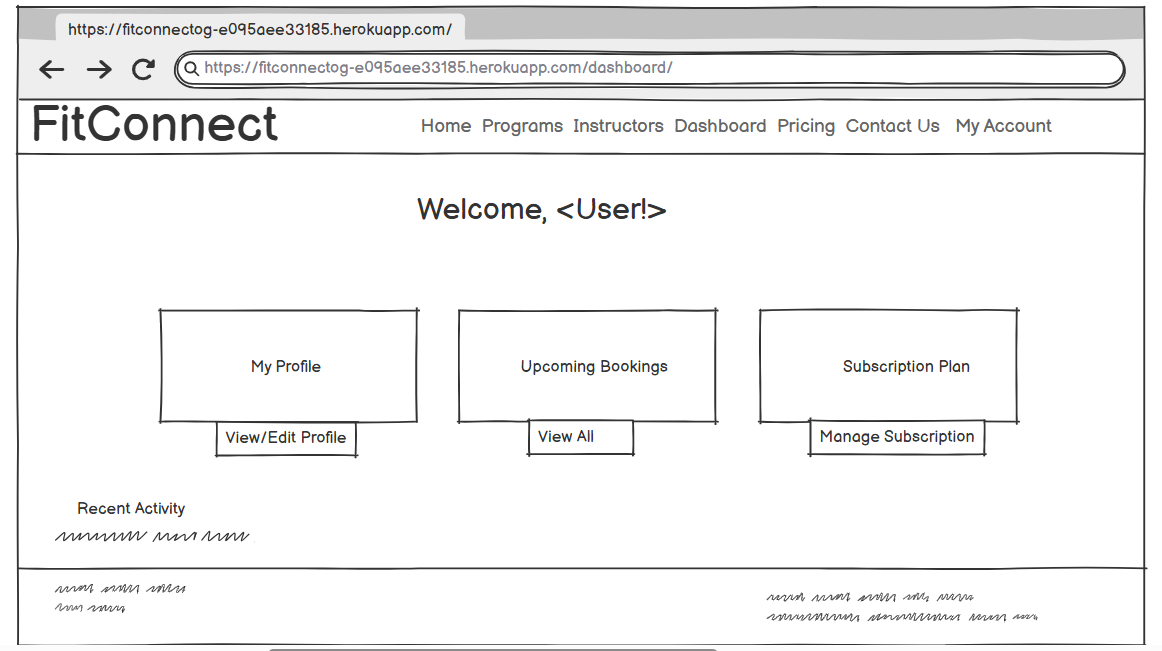 https://fitconnectog-e095aee33185.herokuapp.com/
https://fitconnectog-e095aee33185.herokuapp.com/dashboard/
FitConnect
Home Programs Instructors Dashboard Pricing Contact Us My Account
Welcome, <User!>
My Profile
Upcoming Bookings
Subscription Plan
View/Edit Profile
View All
Manage Subscription
Recent Activity